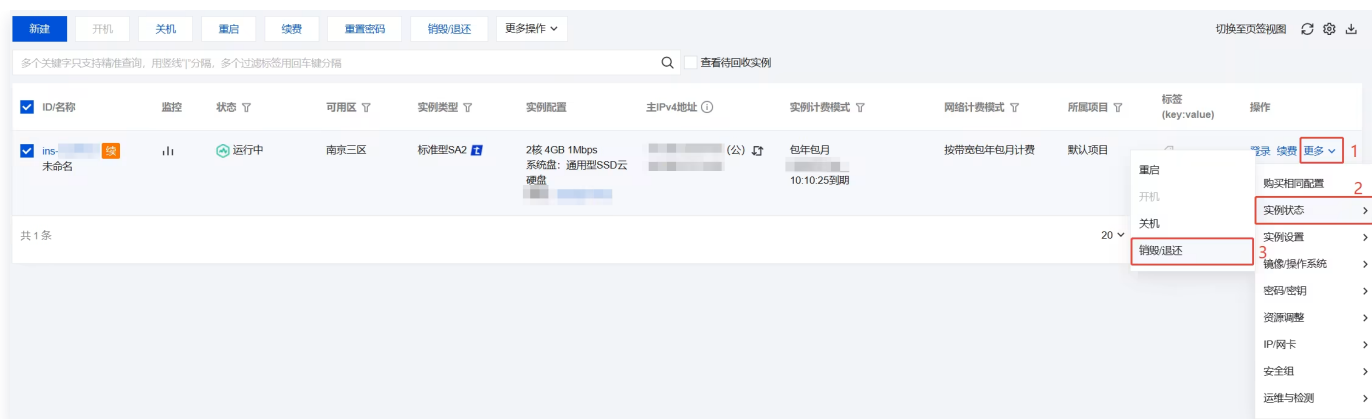 新建 开机 关机 重启 续费 重置密码 销毁/退还 更多操作 切换至页签视图
多个关键字只支持精准查询，用竖线"|"分隔，多个过滤标签用回车键分隔 查看待回收实例
ID/名称 监控 状态 可用区 实例类型 实例配置 主IPv4地址 实例计费模式 网络计费模式 所属项目 标签 (key:value) 操作
ins- 续
未命名
运行中
南京三区
标准型SA2
2核 4GB 1Mbps
系统盘：通用型SSD云
硬盘
(公)
包年包月
10:10:25到期
按带宽包年包月计费
默认项目
登录 续费 更多 1
重启
开机
关机
销毁/退还 3
购买相同配置
实例状态 2
实例设置
镜像/操作系统
密码/密钥
资源调整
IP/网卡
安全组
运维与检测
共 1 条
20